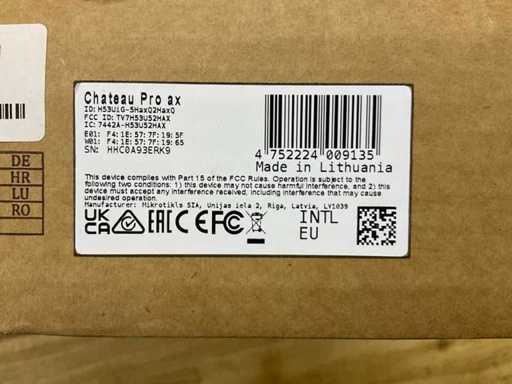 Chateau Pro ax
ID: H53UiG-5HaxQ2HaxQ
FCC ID: TV7H53U52HAX
IC: 7442A-H53U52HAX
E01: F4:1E:57:7F:19:5F
W01: F4:1E:57:7F:19:65
SN: HHC0A93ERK9
4 752224 009135
Made in Lithuania
This device complies with Part 15 of the FCC Rules. Operation is subject to the
following two conditions: 1) this device may not cause harmful interference, and 2) this
device must accept any interference received, including interference that may cause
undesired operation.
Manufacturer: Mikrotikls SIA, Unijas iela 2, Riga, Latvia, LV1039
UK
CA
CE
FC
EAC
INTL
EU
DE
HR
LU
RO